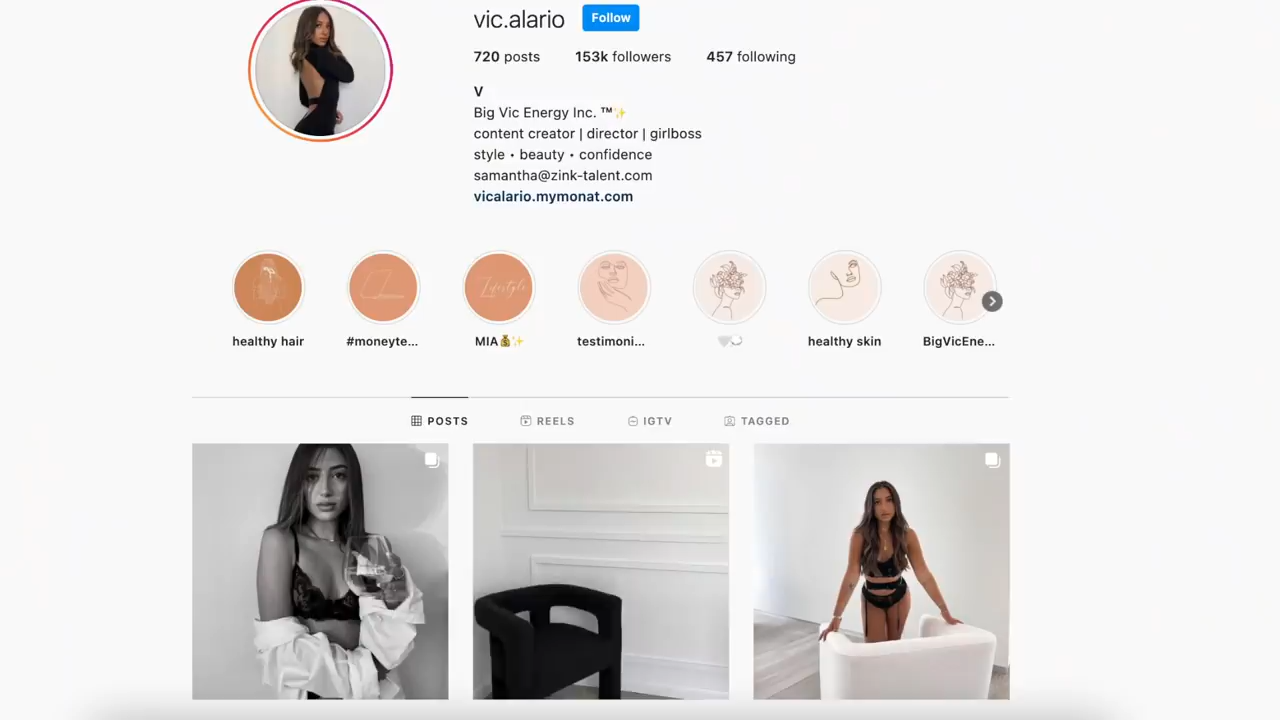 vic.alario Follow
720 posts 153k followers 457 following
V
Big Vic Energy Inc. ™✨
content creator | director | girlboss
style • beauty • confidence
samantha@zink-talent.com
vicalario.mymonat.com
Lifestyle
healthy hair #moneyte... MIA💰✨ testimoni... 🤍💭 healthy skin BigVicEne...
POSTS REELS IGTV TAGGED